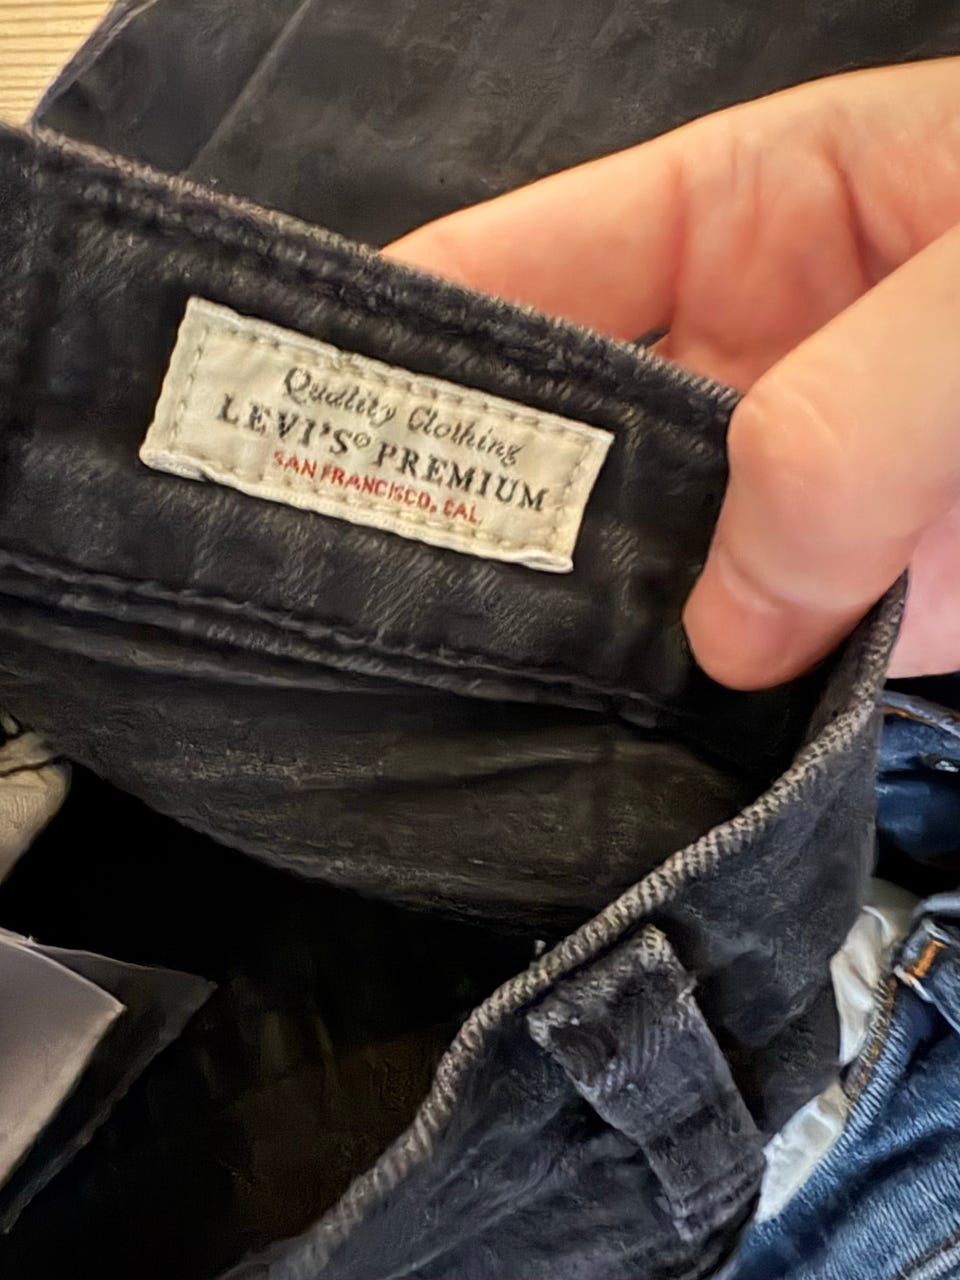 Quality Clothing
LEVI'S® PREMIUM
SAN FRANCISCO, CAL.